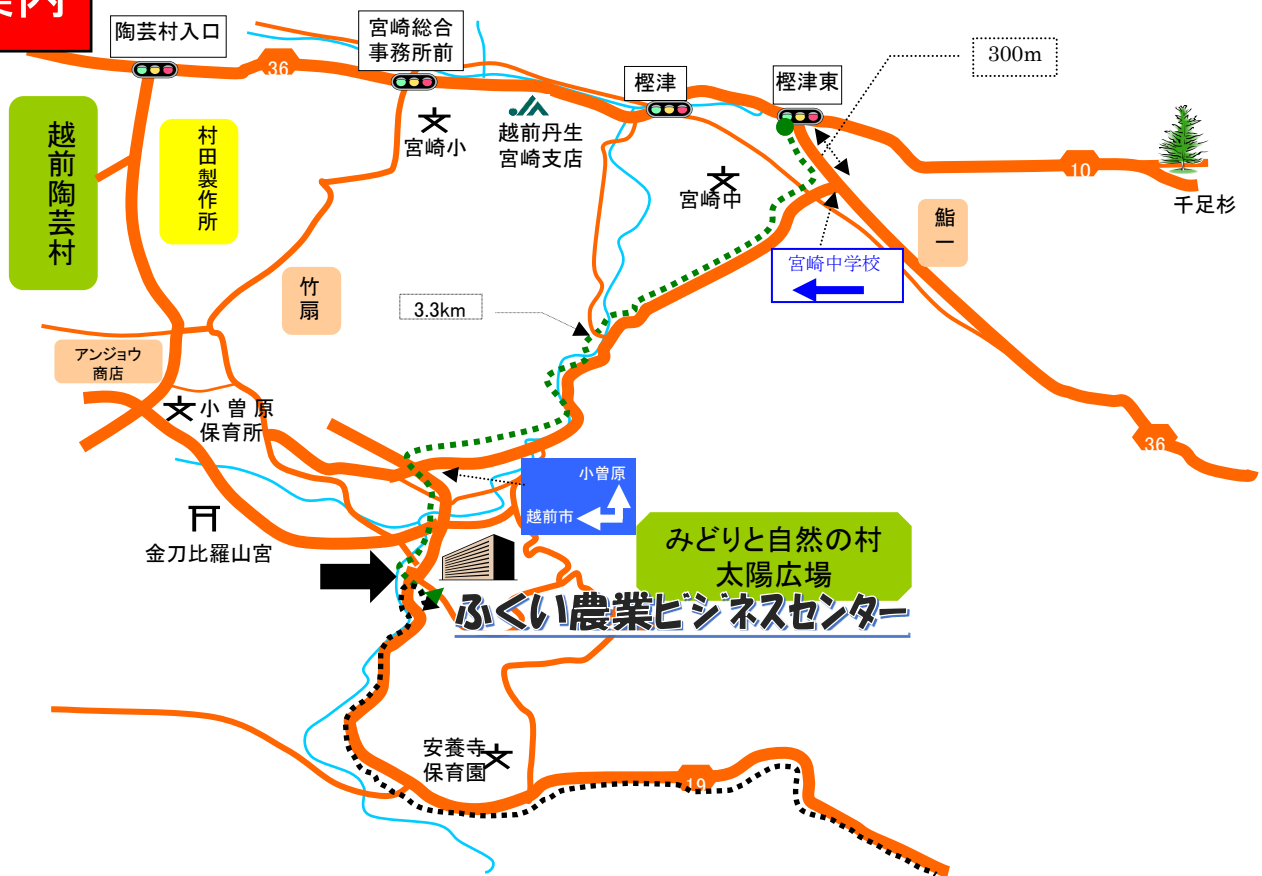 案内
陶芸村入口
宮崎総合
事務所前
樫津
樫津東
300m
36
越前陶芸村
村田製作所
宮崎小
越前丹生
宮崎支店
宮崎中
10
千足杉
鮨一
宮崎中学校
竹扇
3.3km
アンジョウ
商店
小曽原
保育所
36
小曽原
越前市
金刀比羅山宮
みどりと自然の村
太陽広場
ふくい農業ビジネスセンター
安養寺
保育園
19